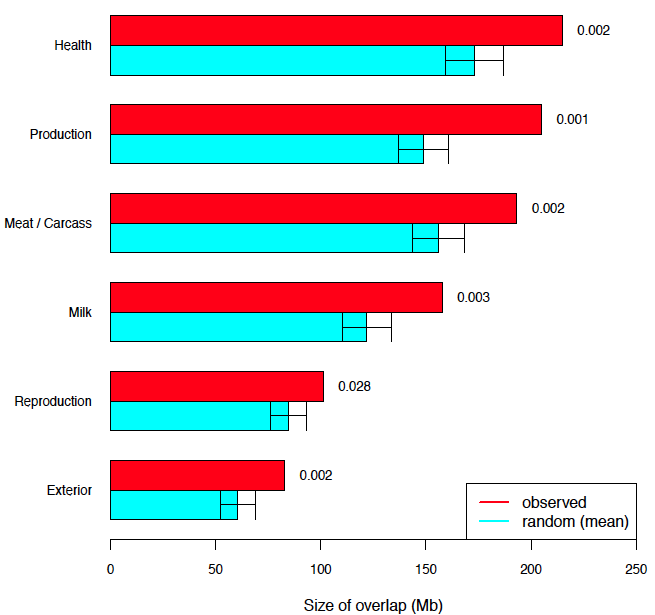 Health
0.002
Production
0.001
Meat / Carcass
0.002
Milk
0.003
Reproduction
0.028
Exterior
0.002
observed
random (mean)
0 50 100 150 200 250
Size of overlap (Mb)